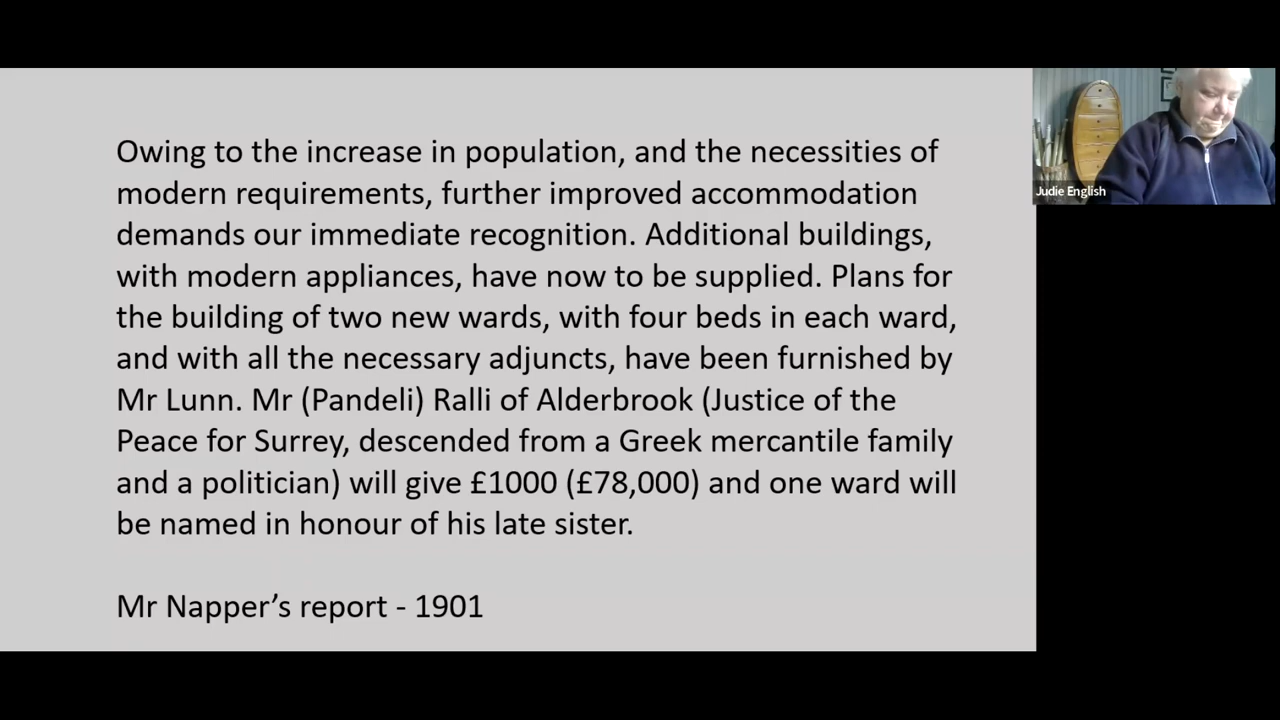 Owing to the increase in population, and the necessities of
modern requirements, further improved accommodation
demands our immediate recognition. Additional buildings,
with modern appliances, have now to be supplied. Plans for
the building of two new wards, with four beds in each ward,
and with all the necessary adjuncts, have been furnished by
Mr Lunn. Mr (Pandeli) Ralli of Alderbrook (Justice of the
Peace for Surrey, descended from a Greek mercantile family
and a politician) will give £1000 (£78,000) and one ward will
be named in honour of his late sister.
Mr Napper’s report - 1901
Judie English